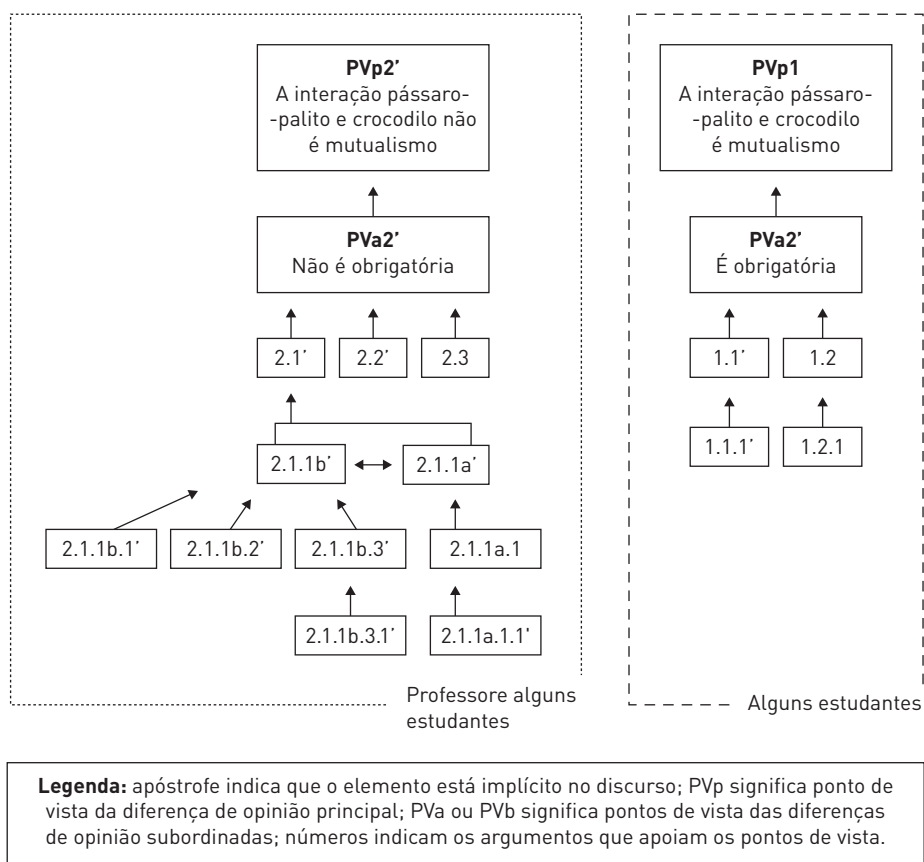 PVp2’
A interação pássaro-
-palito e crocodilo não
é mutualismo
PVa2’
Não é obrigatória
2.1’
2.2’
2.3
2.1.1b’
2.1.1a’
2.1.1b.1’
2.1.1b.2’
2.1.1b.3’
2.1.1a.1
2.1.1b.3.1’
2.1.1a.1.1'
Professore alguns
estudantes
PVp1
A interação pássaro-
-palito e crocodilo
é mutualismo
PVa2’
É obrigatória
1.1’
1.2
1.1.1’
1.2.1
Alguns estudantes
Legenda: apóstrofe indica que o elemento está implícito no discurso; PVp significa ponto de
vista da diferença de opinião principal; PVa ou PVb significa pontos de vista das diferenças
de opinião subordinadas; números indicam os argumentos que apoiam os pontos de vista.